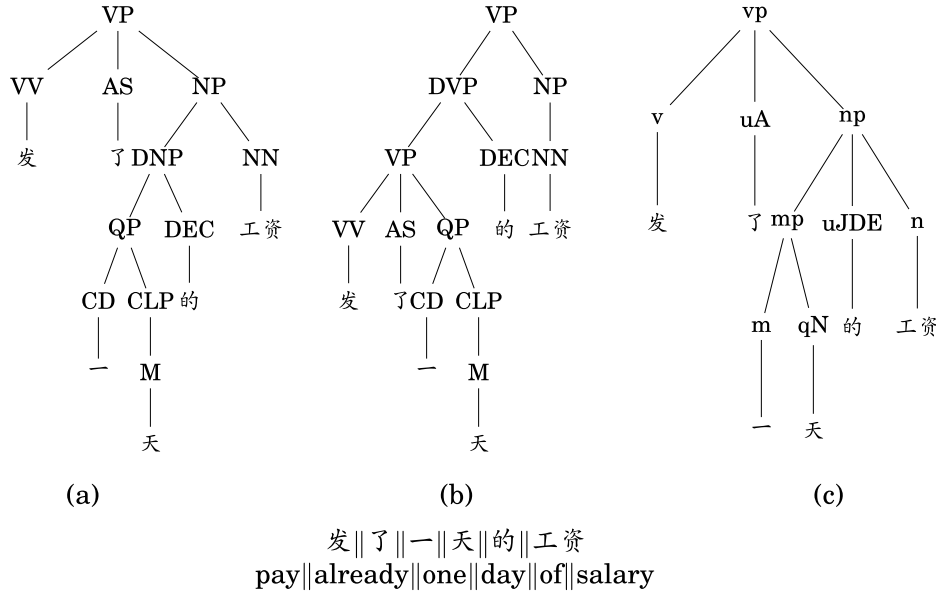 VP VP vp
VV AS NP DVP NP v uA np
发 了 DNP NN VP DEC NN
QP DEC 工资 VV AS QP 的 工资 发 了 mp uJDE n
CD CLP 的 发 了 CD CLP m qN 的 工资
一 M 一 M
天 天 一 天
(a) (b) (c)
发||了||一||天||的||工资
pay||already||one||day||of||salary